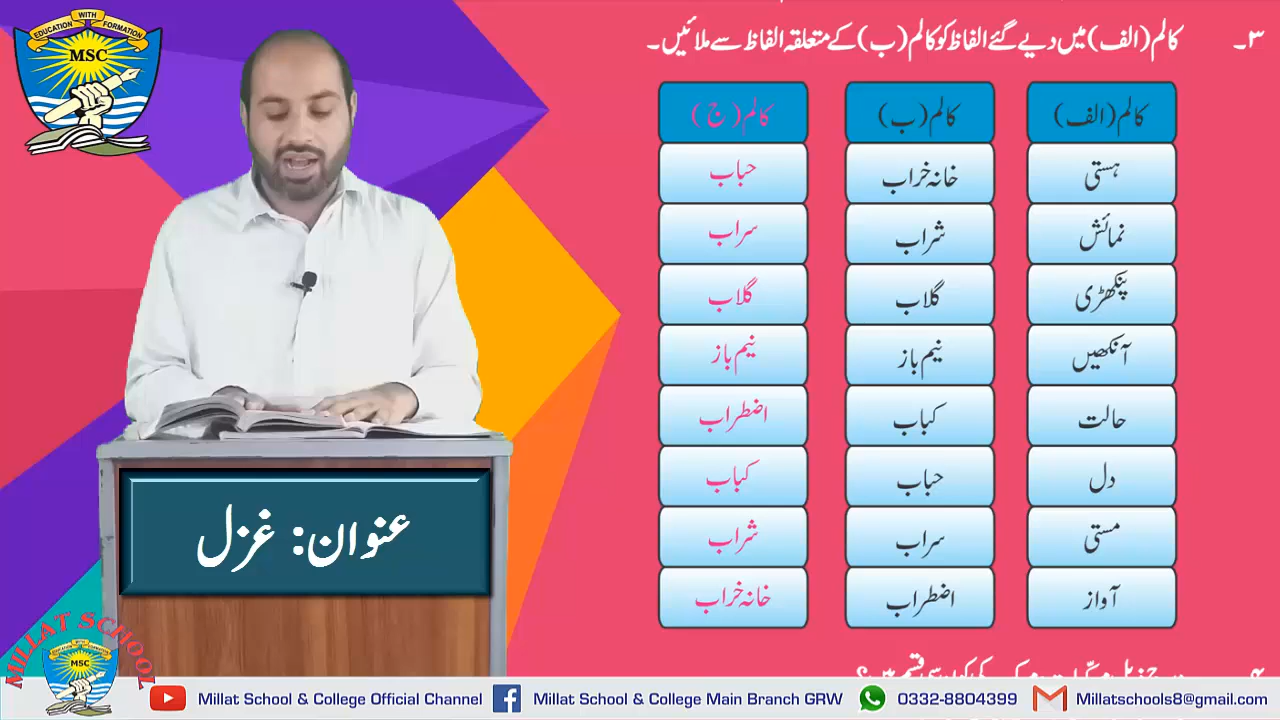 EDUCATION WITH FORMATION
MSC
۳۔ کالم (الف) میں دیے گئے الفاظ کو کالم (ب) کے متعلقہ الفاظ سے ملائیں۔
کالم (الف) کالم (ب) کالم (ج)
ہستی خانہ خراب حباب
نمائش شراب سراب
پنکھڑی گلاب گلاب
آنکھیں نیم باز نیم باز
حالت کباب اضطراب
دل حباب کباب
مستی سراب شراب
آواز اضطراب خانہ خراب
عنوان: غزل
MILLAT SCHOOL
MSC
Millat School & College Official Channel Millat School & College Main Branch GRW 0332-8804399 Millatschools8@gmail.com